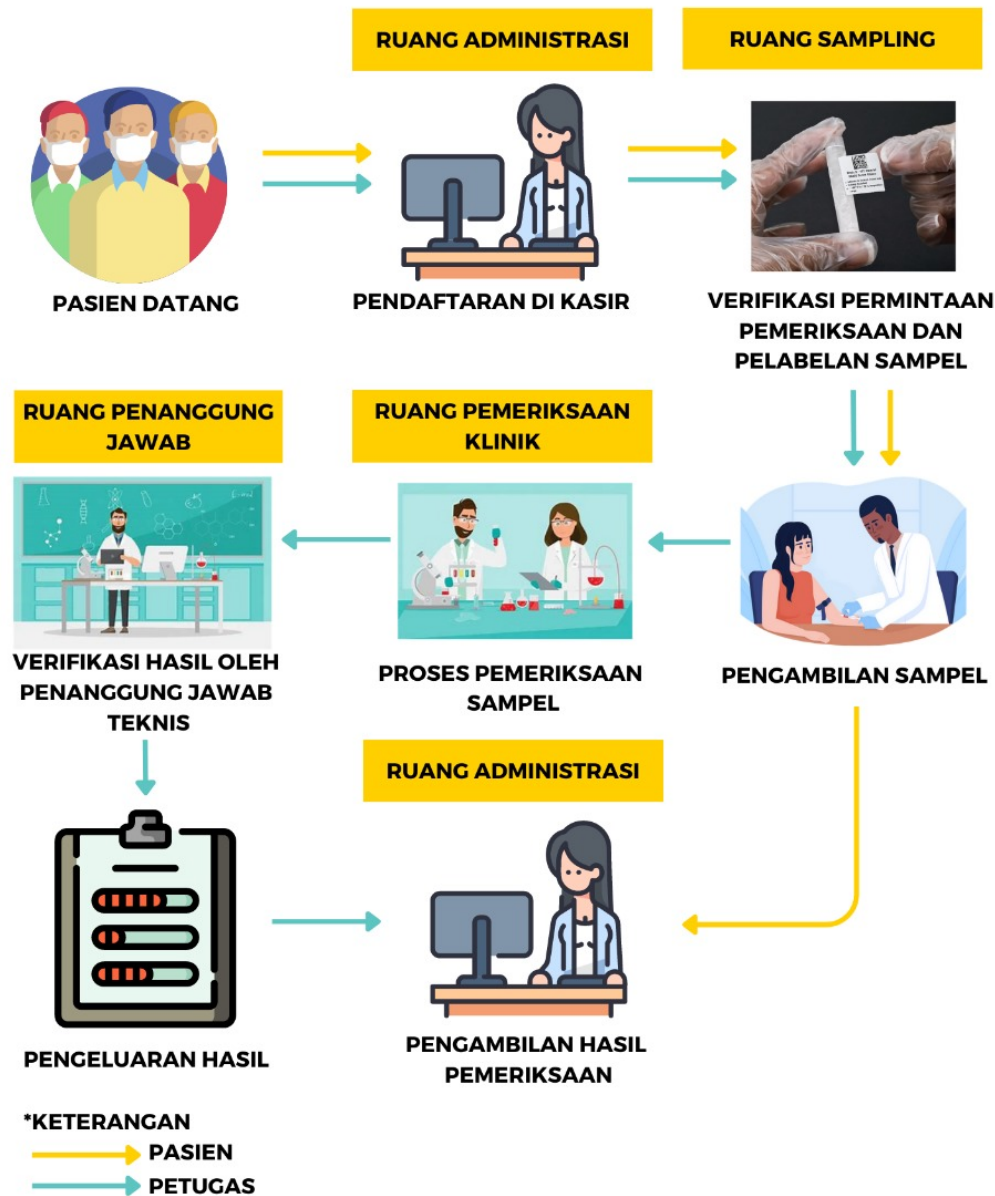 RUANG ADMINISTRASI
RUANG SAMPLING
PASIEN DATANG
PENDAFTARAN DI KASIR
VERIFIKASI PERMINTAAN
PEMERIKSAAN DAN
PELABELAN SAMPEL
RUANG PENANGGUNG
JAWAB
RUANG PEMERIKSAAN
KLINIK
VERIFIKASI HASIL OLEH
PENANGGUNG JAWAB
TEKNIS
PROSES PEMERIKSAAN
SAMPEL
PENGAMBILAN SAMPEL
RUANG ADMINISTRASI
PENGELUARAN HASIL
PENGAMBILAN HASIL
PEMERIKSAAN
*KETERANGAN
PASIEN
PETUGAS